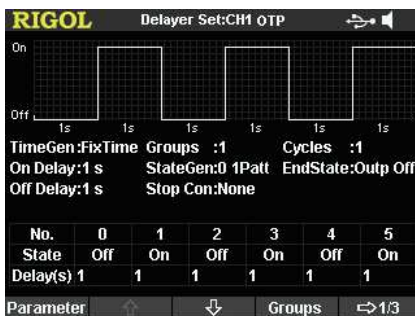 RIGOL Delayer Set:CH1 OTP
On
Off
1s 1s 1s 1s 1s 1s
TimeGen:FixTime Groups :1 Cycles :1
On Delay:1 s StateGen:0 1Patt EndState:Outp Off
Off Delay:1 s Stop Con:None
No. 0 1 2 3 4 5
State Off On Off On Off On
Delay(s) 1 1 1 1 1 1
Parameter Groups 1/3